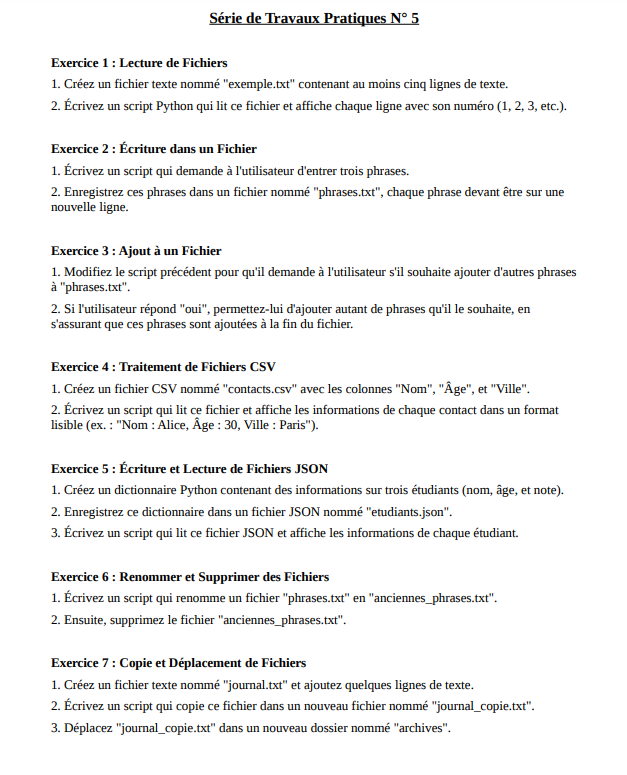 Série de Travaux Pratiques N° 5
Exercice 1 : Lecture de Fichiers
1. Créez un fichier texte nommé "exemple.txt" contenant au moins cinq lignes de texte.
2. Écrivez un script Python qui lit ce fichier et affiche chaque ligne avec son numéro (1, 2, 3, etc.).
Exercice 2 : Écriture dans un Fichier
1. Écrivez un script qui demande à l'utilisateur d'entrer trois phrases.
2. Enregistrez ces phrases dans un fichier nommé "phrases.txt", chaque phrase devant être sur une
nouvelle ligne.
Exercice 3 : Ajout à un Fichier
1. Modifiez le script précédent pour qu'il demande à l'utilisateur s'il souhaite ajouter d'autres phrases
à "phrases.txt".
2. Si l'utilisateur répond "oui", permettez-lui d'ajouter autant de phrases qu'il le souhaite, en
s'assurant que ces phrases sont ajoutées à la fin du fichier.
Exercice 4 : Traitement de Fichiers CSV
1. Créez un fichier CSV nommé "contacts.csv" avec les colonnes "Nom", "Âge", et "Ville".
2. Écrivez un script qui lit ce fichier et affiche les informations de chaque contact dans un format
lisible (ex. : "Nom : Alice, Âge : 30, Ville : Paris").
Exercice 5 : Écriture et Lecture de Fichiers JSON
1. Créez un dictionnaire Python contenant des informations sur trois étudiants (nom, âge, et note).
2. Enregistrez ce dictionnaire dans un fichier JSON nommé "etudiants.json".
3. Écrivez un script qui lit ce fichier JSON et affiche les informations de chaque étudiant.
Exercice 6 : Renommer et Supprimer des Fichiers
1. Écrivez un script qui renomme un fichier "phrases.txt" en "anciennes_phrases.txt".
2. Ensuite, supprimez le fichier "anciennes_phrases.txt".
Exercice 7 : Copie et Déplacement de Fichiers
1. Créez un fichier texte nommé "journal.txt" et ajoutez quelques lignes de texte.
2. Écrivez un script qui copie ce fichier dans un nouveau fichier nommé "journal_copie.txt".
3. Déplacez "journal_copie.txt" dans un nouveau dossier nommé "archives".